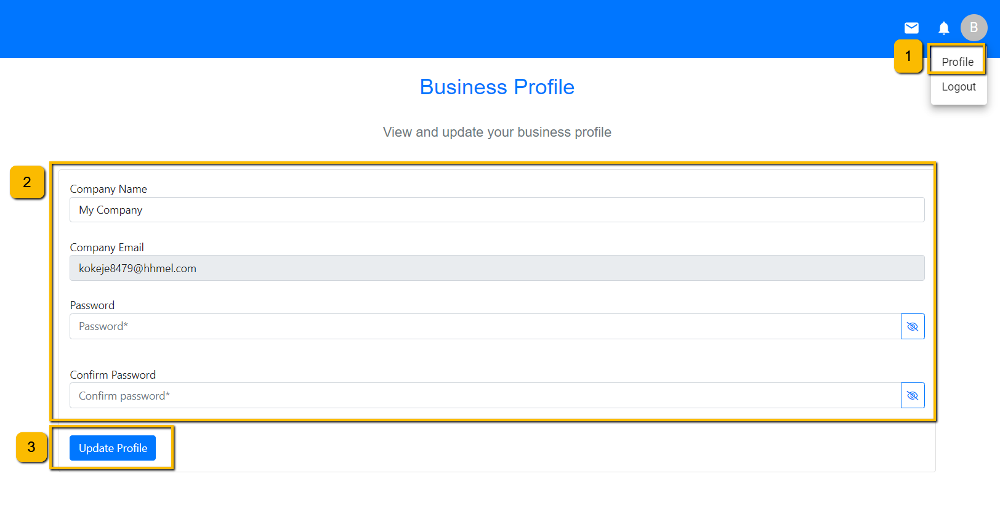 B
1
Profile
Logout
Business Profile
View and update your business profile
2
Company Name
My Company
Company Email
kokeje8479@hhmel.com
Password
Password*
Confirm Password
Confirm password*
3
Update Profile